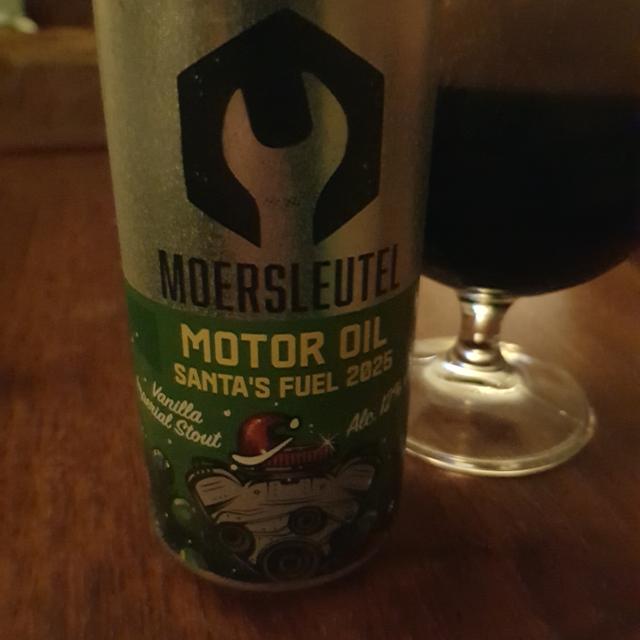 MOERSLEUTEL
MOTOR OIL
SANTA'S FUEL 2025
Vanilla
Imperial Stout
Alc. 12%